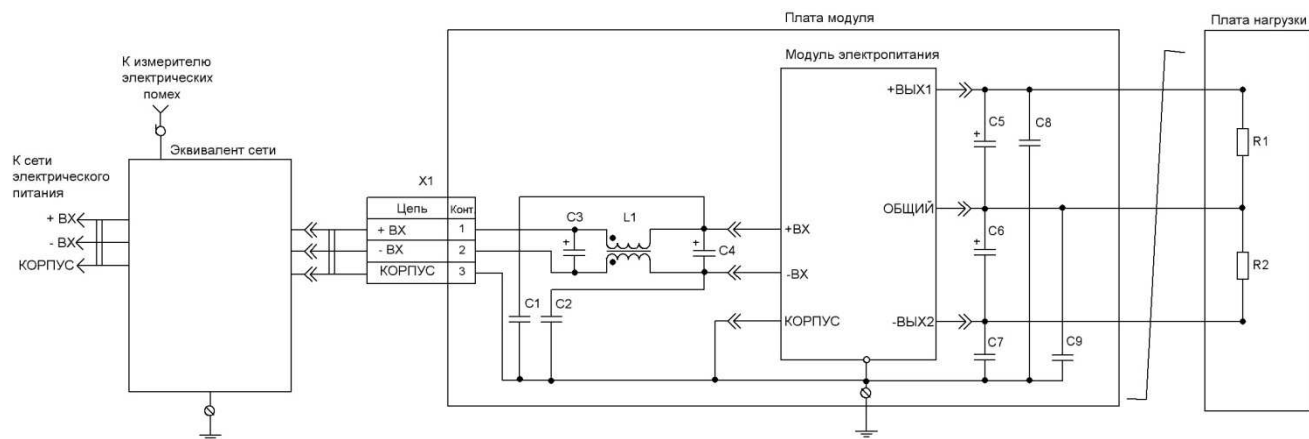 Плата модуля
Плата нагрузки
К измерителю
электрических
помех
Модуль электропитания
+ВЫХ1
C5
+
C8
R1
Эквивалент сети
К сети
электрического
питания
X1
Цепь
Конт.
+ ВХ
1
- ВХ
2
КОРПУС
3
+ ВХ
- ВХ
КОРПУС
C3
+
L1
+
C4
+ВХ
-ВХ
КОРПУС
ОБЩИЙ
C6
+
R2
C1
C2
-ВЫХ2
C7
C9